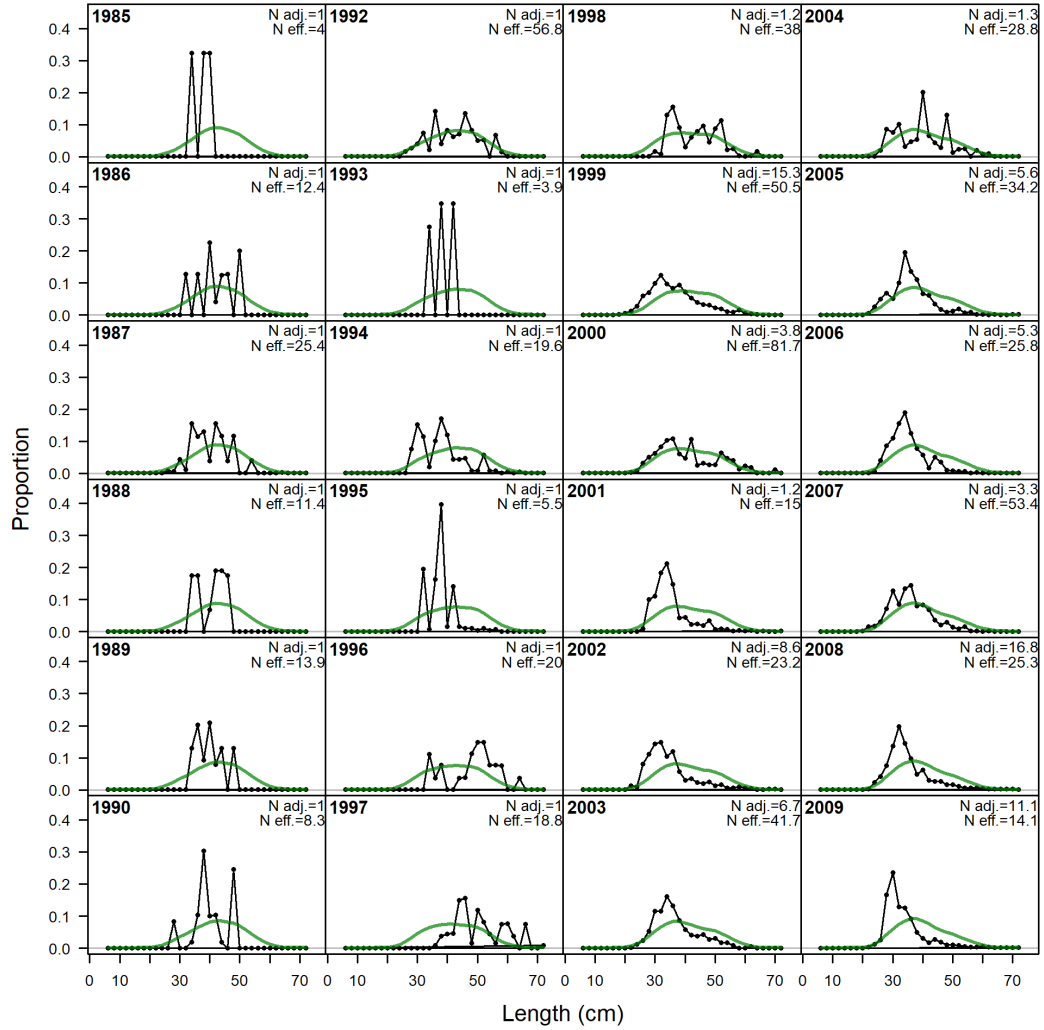 1985 N adj.=1
N eff.=4
1992 N adj.=1
N eff.=56.8
1998 N adj.=1.2
N eff.=38
2004 N adj.=1.3
N eff.=28.8
0.4
0.3
0.2
0.1
0.0
1986 N adj.=1
N eff.=12.4
1993 N adj.=1
N eff.=3.9
1999 N adj.=15.3
N eff.=50.5
2005 N adj.=5.6
N eff.=34.2
0.4
0.3
0.2
0.1
0.0
1987 N adj.=1
N eff.=25.4
1994 N adj.=1
N eff.=19.6
2000 N adj.=3.8
N eff.=81.7
2006 N adj.=5.3
N eff.=25.8
0.4
0.3
0.2
0.1
0.0
Proportion
1988 N adj.=1
N eff.=11.4
1995 N adj.=1
N eff.=5.5
2001 N adj.=1.2
N eff.=15
2007 N adj.=3.3
N eff.=53.4
0.4
0.3
0.2
0.1
0.0
1989 N adj.=1
N eff.=13.9
1996 N adj.=1
N eff.=20
2002 N adj.=8.6
N eff.=23.2
2008 N adj.=16.8
N eff.=25.3
0.4
0.3
0.2
0.1
0.0
1990 N adj.=1
N eff.=8.3
1997 N adj.=1
N eff.=18.8
2003 N adj.=6.7
N eff.=41.7
2009 N adj.=11.1
N eff.=14.1
0.4
0.3
0.2
0.1
0.0
0 10 30 50 70 0 10 30 50 70 0 10 30 50 70 0 10 30 50 70
Length (cm)